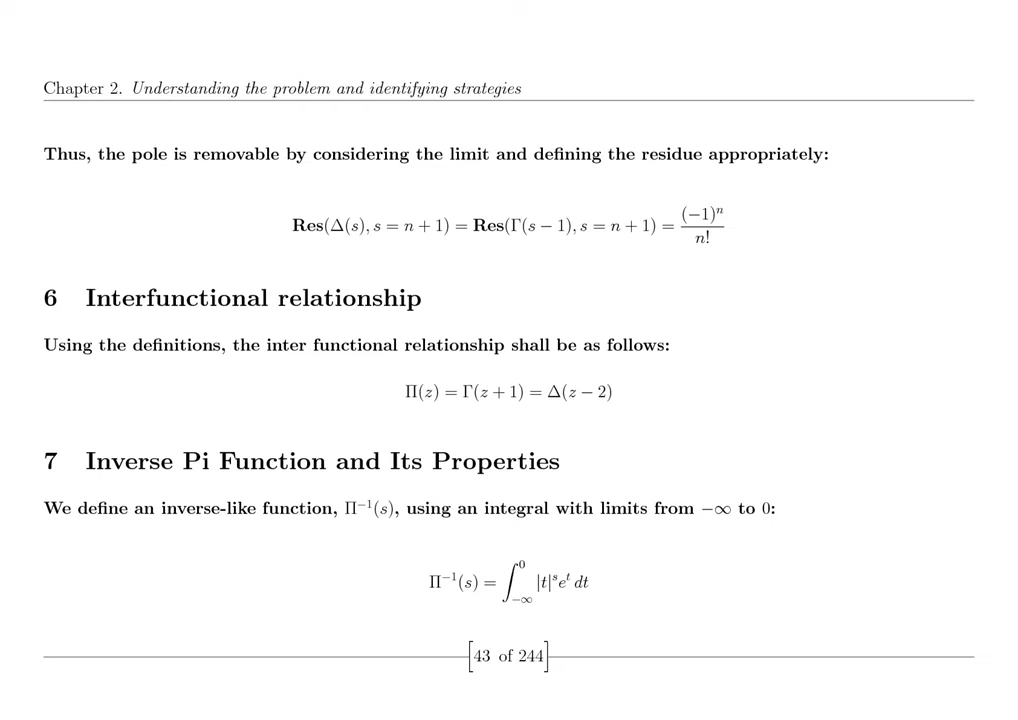 Chapter 2. Understanding the problem and identifying strategies
Thus, the pole is removable by considering the limit and defining the residue appropriately:
Res(Δ(s), s = n + 1) = Res(Γ(s − 1), s = n + 1) = (−1)ⁿ / n!
6 Interfunctional relationship
Using the definitions, the inter functional relationship shall be as follows:
Π(z) = Γ(z + 1) = Δ(z − 2)
7 Inverse Pi Function and Its Properties
We define an inverse-like function, Π⁻¹(s), using an integral with limits from −∞ to 0:
Π⁻¹(s) = ∫_{−∞}^{0} |t|ˢeᵗ dt
[43 of 244]